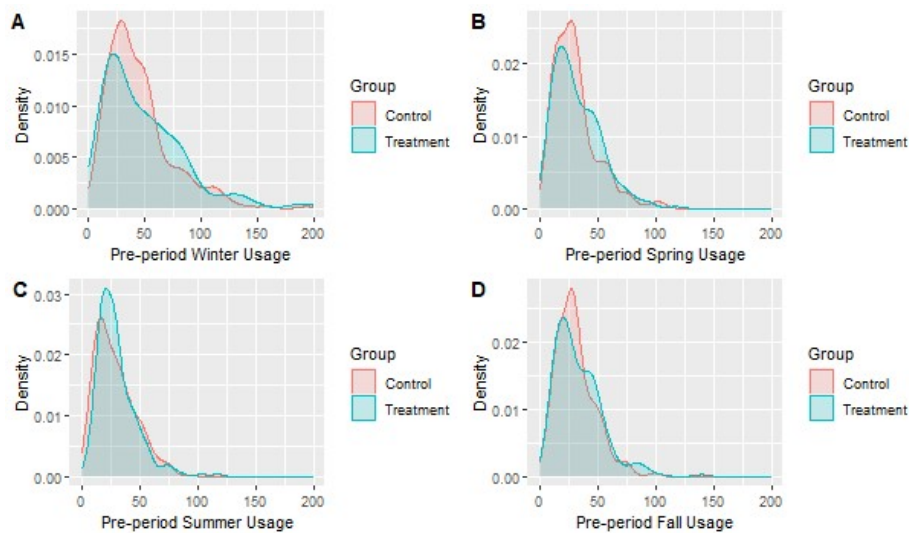 A
Density
0.015
0.010
0.005
0.000
0 50 100 150 200
Pre-period Winter Usage
Group
Control
Treatment
B
Density
0.02
0.01
0.00
0 50 100 150 200
Pre-period Spring Usage
Group
Control
Treatment
C
Density
0.03
0.02
0.01
0.00
0 50 100 150 200
Pre-period Summer Usage
Group
Control
Treatment
D
Density
0.02
0.01
0.00
0 50 100 150 200
Pre-period Fall Usage
Group
Control
Treatment